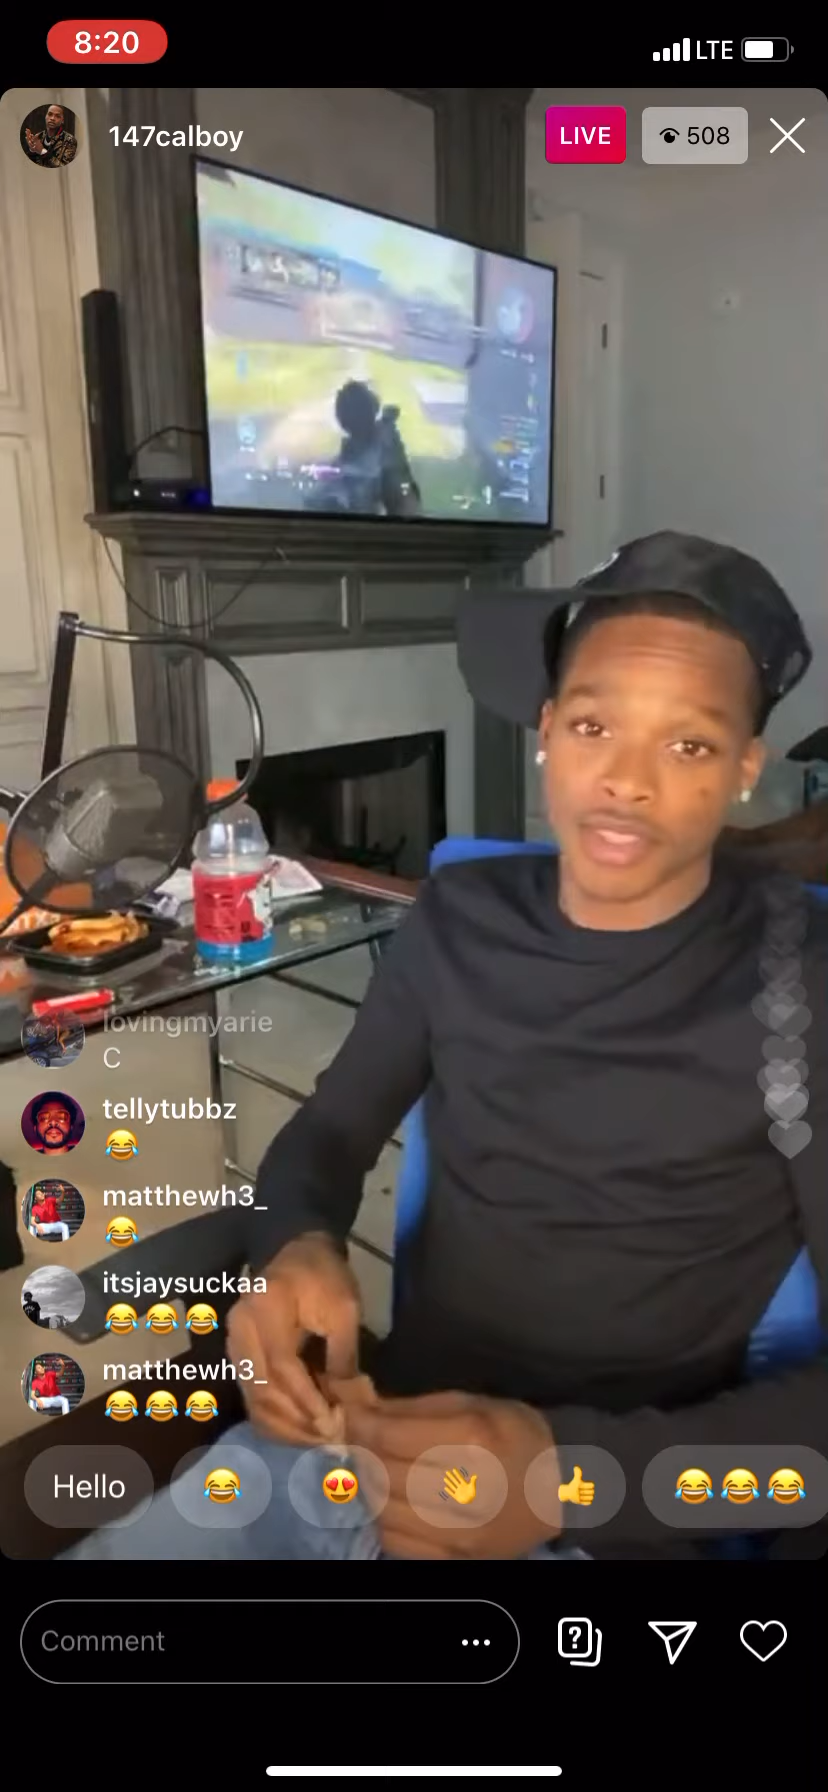 8:20
LTE
147calboy
LIVE
508
lovingmyarie
C
tellytubbz
😂
matthewh3_
😂
itsjaysuckaa
😂😂😂
matthewh3_
😂😂😂
Hello 😂 😍 👋 👍 😂😂😂
Comment